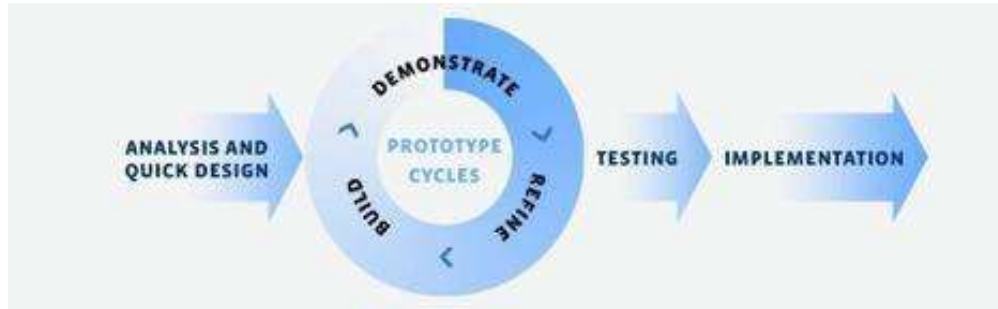 ANALYSIS AND
QUICK DESIGN
DEMONSTRATE
REFINE
BUILD
PROTOTYPE
CYCLES
TESTING
IMPLEMENTATION